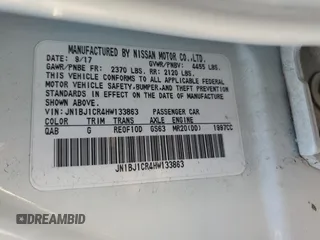 MANUFACTURED BY NISSAN MOTOR CO.,LTD.
DATE: 9/17 GVWR/PNBV: 4455 LBS.
GAWR/PNBE FR: 2370 LBS. RR: 2120 LBS.
THIS VEHICLE CONFORMS TO ALL APPLICABLE FEDERAL
MOTOR VEHICLE SAFETY, BUMPER, AND THEFT PREVENTION
STANDARDS IN EFFECT ON THE DATE OF MANUFACTURE
SHOWN ABOVE.
VIN: JN1BJ1CR4HW133863 PASSENGER CAR
COLOR TRIM TRANS AXLE ENGINE
QAB G RE0F10D GS63 MR20(DD) 1997CC
JN1BJ1CR4HW133863
AUTOBIDMASTER